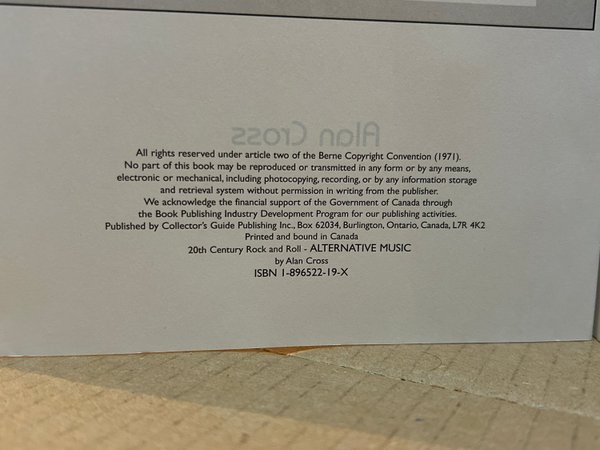 Alan Cross
All rights reserved under article two of the Berne Copyright Convention (1971).
No part of this book may be reproduced or transmitted in any form or by any means,
electronic or mechanical, including photocopying, recording, or by any information storage
and retrieval system without permission in writing from the publisher.
We acknowledge the financial support of the Government of Canada through
the Book Publishing Industry Development Program for our publishing activities.
Published by Collector's Guide Publishing Inc., Box 62034, Burlington, Ontario, Canada, L7R 4K2
Printed and bound in Canada
20th Century Rock and Roll - ALTERNATIVE MUSIC
by Alan Cross
ISBN 1-896522-19-X